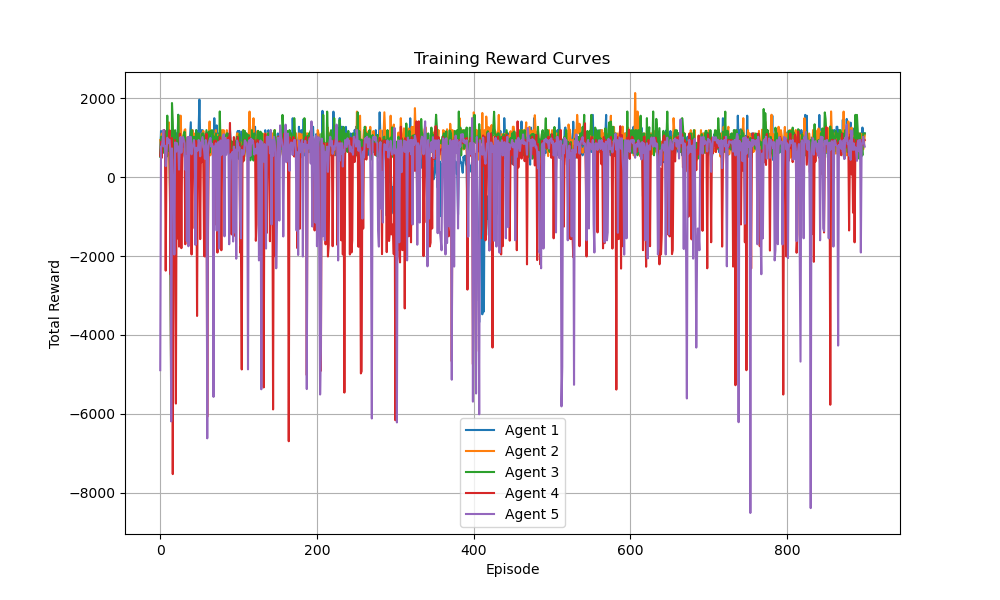 Training Reward Curves
2000
0
−2000
−4000
−6000
−8000
Total Reward
Agent 1
Agent 2
Agent 3
Agent 4
Agent 5
0 200 400 600 800
Episode